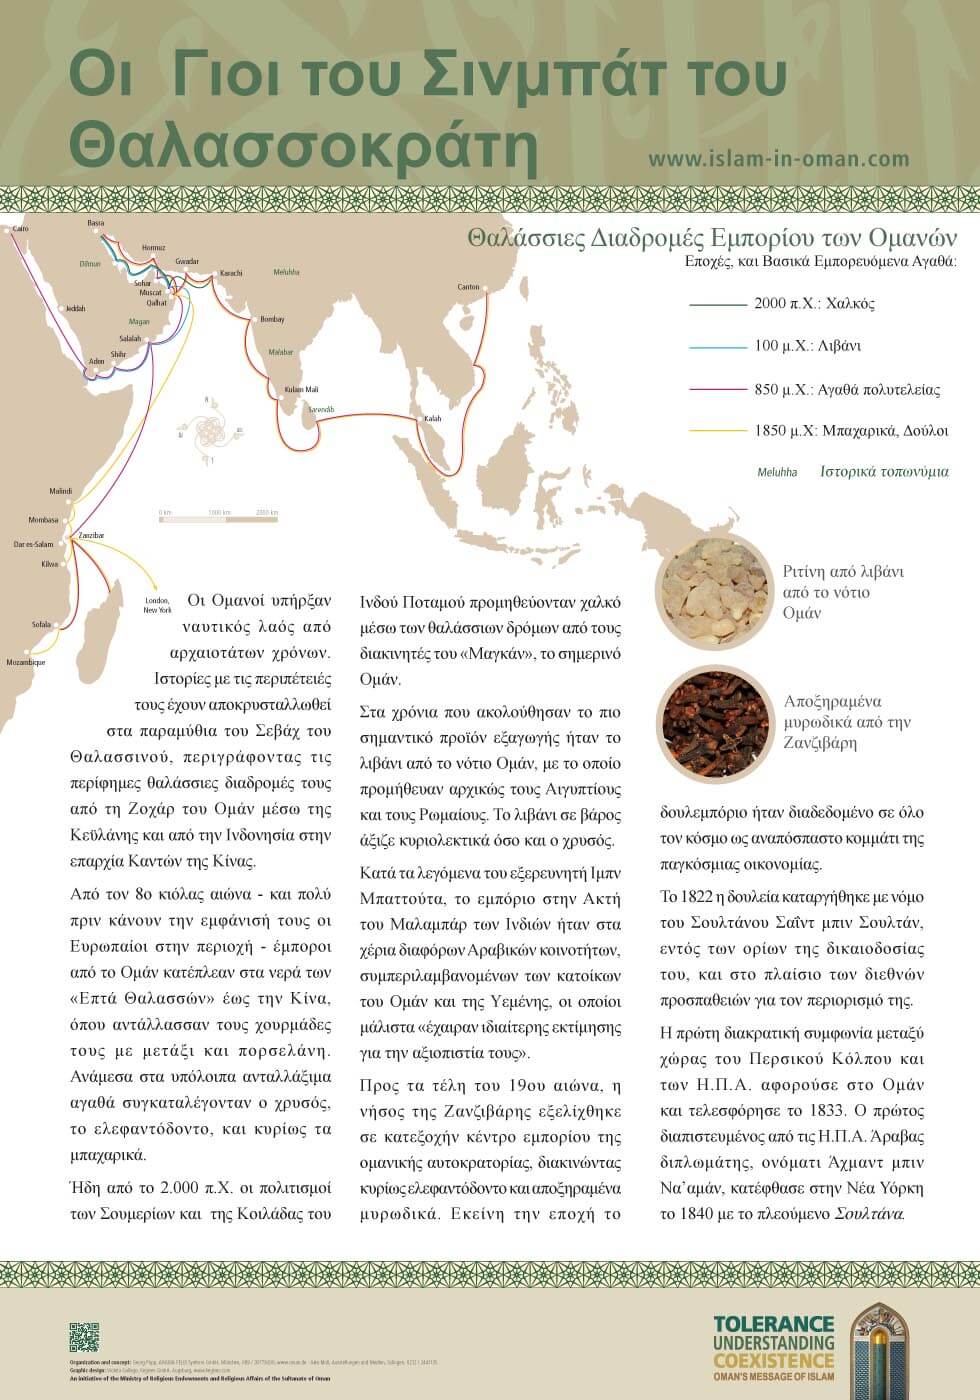 Οι Γιοι του Σινμπάτ του
Θαλασσοκράτη
www.islam-in-oman.com
Θαλάσσιες Διαδρομές Εμπορίου των Ομανών
Εποχές, και Βασικά Εμπορευόμενα Αγαθά:
2000 π.Χ.: Χαλκός
100 μ.Χ.: Λιβάνι
850 μ.Χ.: Αγαθά πολυτελείας
1850 μ.Χ: Μπαχαρικά, Δούλοι
Meluhha Ιστορικά τοπωνύμια
Cairo
Basra
Dilmun
Hormuz
Gwadar
Karachi
Meluhha
Canton
Sohar
Muscat
Qalhat
Jeddah
Magan
Bombay
Salalah
Shihr
Aden
Malabar
Kulam Mali
Sarendib
Kalah
Malindi
Mombasa
Zanzibar
Dar es-Salam
Kilwa
0 km 1000 km 2000 km
London,
New York
Sofala
Mozambique
Ριτίνη από λιβάνι
από το νότιο
Ομάν
Αποξηραμένα
μυρωδικά από την
Ζανζιβάρη
Οι Ομανοί υπήρξαν
ναυτικός λαός από
αρχαιοτάτων χρόνων.
Ιστορίες με τις περιπέτειές
τους έχουν αποκρυσταλλωθεί
στα παραμύθια του Σεβάχ του
Θαλασσινού, περιγράφοντας τις
περίφημες θαλάσσιες διαδρομές τους
από τη Ζοχάρ του Ομάν μέσω της
Κεϋλάνης και από την Ινδονησία στην
επαρχία Καντών της Κίνας.
Από τον 8ο κιόλας αιώνα - και πολύ
πριν κάνουν την εμφάνισή τους οι
Ευρωπαίοι στην περιοχή - έμποροι
από το Ομάν κατέπλεαν στα νερά των
«Επτά Θαλασσών» έως την Κίνα,
όπου αντάλλασσαν τους χουρμάδες
τους με μετάξι και πορσελάνη.
Ανάμεσα στα υπόλοιπα ανταλλάξιμα
αγαθά συγκαταλέγονταν ο χρυσός,
το ελεφαντόδοντο, και κυρίως τα
μπαχαρικά.
Ήδη από το 2.000 π.Χ. οι πολιτισμοί
των Σουμερίων και της Κοιλάδας του
Ινδού Ποταμού προμηθεύονταν χαλκό
μέσω των θαλάσσιων δρόμων από τους
διακινητές του «Μαγκάν», το σημερινό
Ομάν.
Στα χρόνια που ακολούθησαν το πιο
σημαντικό προϊόν εξαγωγής ήταν το
λιβάνι από το νότιο Ομάν, με το οποίο
προμήθευαν αρχικώς τους Αιγυπτίους
και τους Ρωμαίους. Το λιβάνι σε βάρος
άξιζε κυριολεκτικά όσο και ο χρυσός.
Κατά τα λεγόμενα του εξερευνητή Ιμπν
Μπαττούτα, το εμπόριο στην Ακτή
του Μαλαμπάρ των Ινδιών ήταν στα
χέρια διαφόρων Αραβικών κοινοτήτων,
συμπεριλαμβανομένων των κατοίκων
του Ομάν και της Υεμένης, οι οποίοι
μάλιστα «έχαιραν ιδιαίτερης εκτίμησης
για την αξιοπιστία τους».
Προς τα τέλη του 19ου αιώνα, η
νήσος της Ζανζιβάρης εξελίχθηκε
σε κατεξοχήν κέντρο εμπορίου της
ομανικής αυτοκρατορίας, διακινώντας
κυρίως ελεφαντόδοντο και αποξηραμένα
μυρωδικά. Εκείνη την εποχή το
δουλεμπόριο ήταν διαδεδομένο σε όλο
τον κόσμο ως αναπόσπαστο κομμάτι της
παγκόσμιας οικονομίας.
Το 1822 η δουλεία καταργήθηκε με νόμο
του Σουλτάνου Σαΐντ μπιν Σουλτάν,
εντός των ορίων της δικαιοδοσίας
του, και στο πλαίσιο των διεθνών
προσπαθειών για τον περιορισμό της.
Η πρώτη διακρατική συμφωνία μεταξύ
χώρας του Περσικού Κόλπου και
των Η.Π.Α. αφορούσε στο Ομάν
και τελεσφόρησε το 1833. Ο πρώτος
διαπιστευμένος από τις Η.Π.Α. Άραβας
διπλωμάτης, ονόματι Άχμαντ μπιν
Να’αμάν, κατέφθασε στην Νέα Υόρκη
το 1840 με το πλεούμενο Σουλτάνα.
TOLERANCE
UNDERSTANDING
COEXISTENCE
OMAN'S MESSAGE OF ISLAM
An initiative of the Ministry of Religious Endowments and Religious Affairs of the Sultanate of Oman